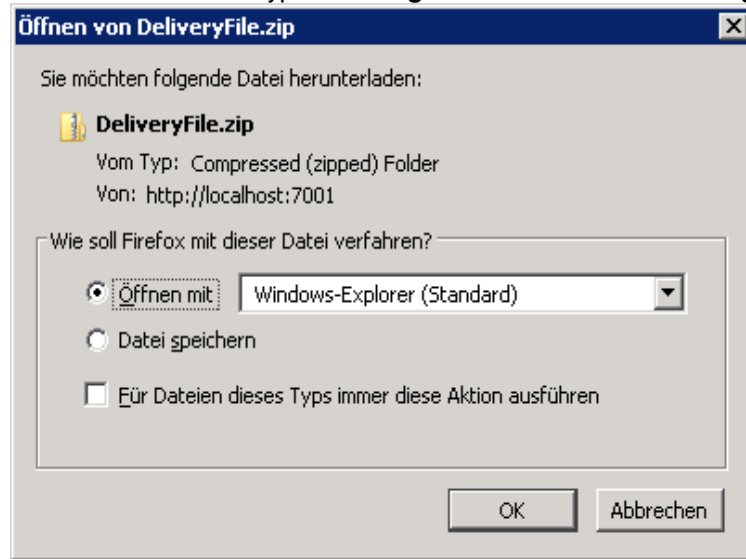 Öffnen von DeliveryFile.zip
Sie möchten folgende Datei herunterladen:
DeliveryFile.zip
Vom Typ: Compressed (zipped) Folder
Von: http://localhost:7001
Wie soll Firefox mit dieser Datei verfahren?
Öffnen mit Windows-Explorer (Standard)
Datei speichern
Für Dateien dieses Typs immer diese Aktion ausführen
OK Abbrechen